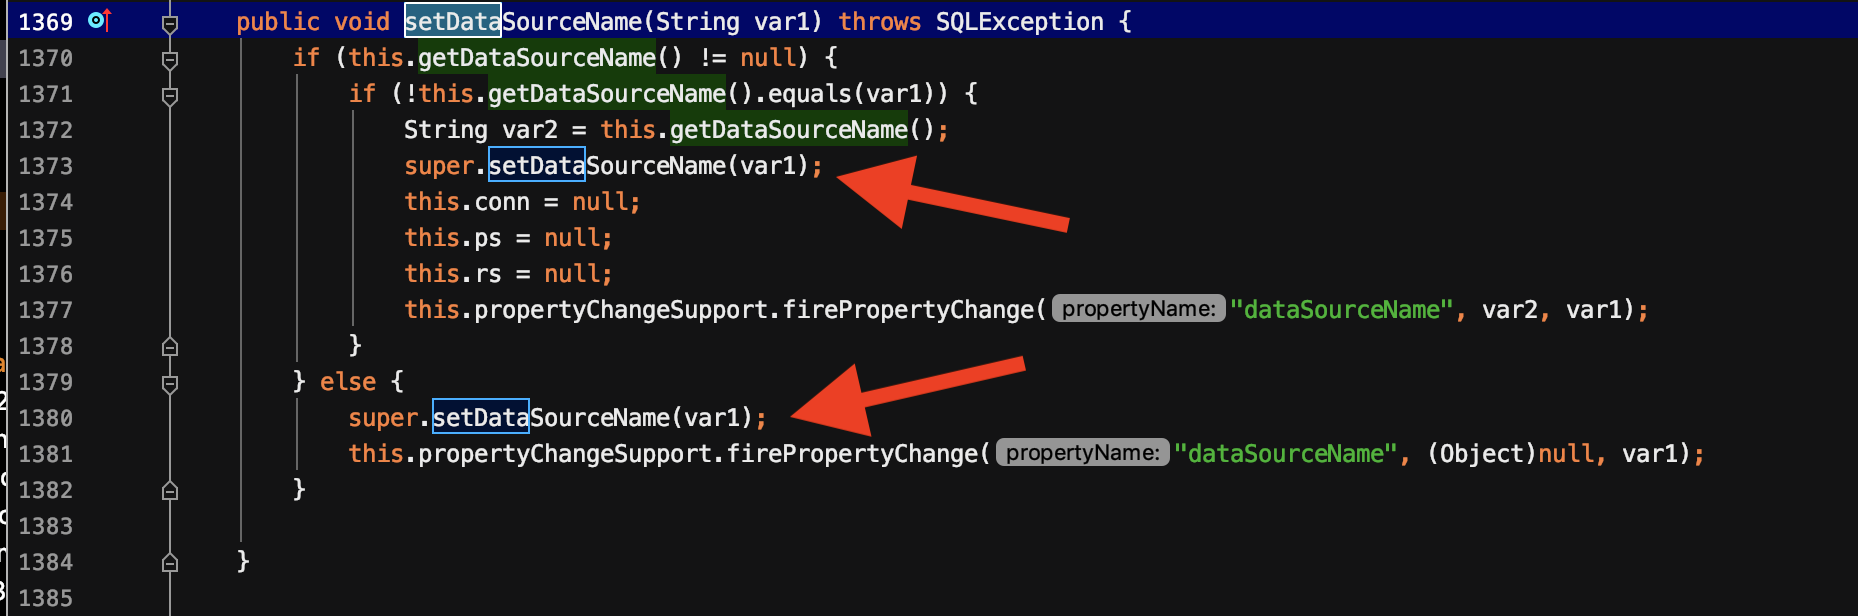 1369 public void setDataSourceName(String var1) throws SQLException {
1370 if (this.getDataSourceName() != null) {
1371 if (!this.getDataSourceName().equals(var1)) {
1372 String var2 = this.getDataSourceName();
1373 super.setDataSourceName(var1);
1374 this.conn = null;
1375 this.ps = null;
1376 this.rs = null;
1377 this.propertyChangeSupport.firePropertyChange( propertyName: "dataSourceName", var2, var1);
1378 }
1379 } else {
1380 super.setDataSourceName(var1);
1381 this.propertyChangeSupport.firePropertyChange( propertyName: "dataSourceName", (Object)null, var1);
1382 }
1383
1384 }
1385